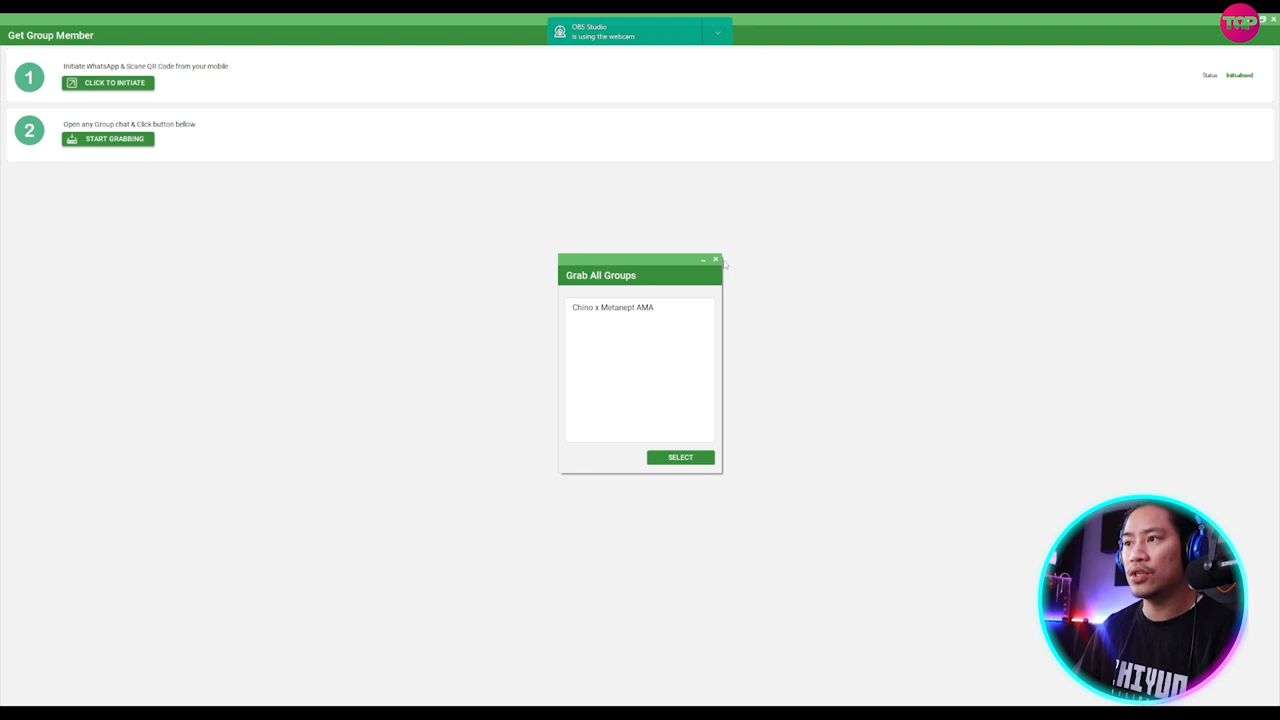 TOP
OBS Studio
is using the webcam
Get Group Member
1
Initiate WhatsApp & Scane QR Code from your mobile
CLICK TO INITIATE
Status Initialised
2
Open any Group chat & Click button bellow
START GRABBING
Grab All Groups
Chino x Metanept AMA
SELECT